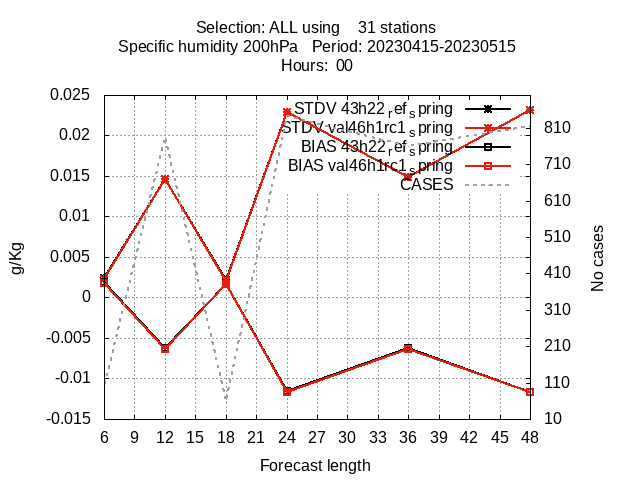 Selection: ALL using    31 stations
Specific humidity 200hPa   Period: 20230415-20230515
Hours:  00
STDV 43h22_ref_spring
STDV val46h1rc1_spring
BIAS 43h22_ref_spring
BIAS val46h1rc1_spring
CASES
g/Kg
0.025
0.02
0.015
0.01
0.005
0
-0.005
-0.01
-0.015
No cases
810
710
610
510
410
310
210
110
10
6 9 12 15 18 21 24 27 30 33 36 39 42 45 48
Forecast length